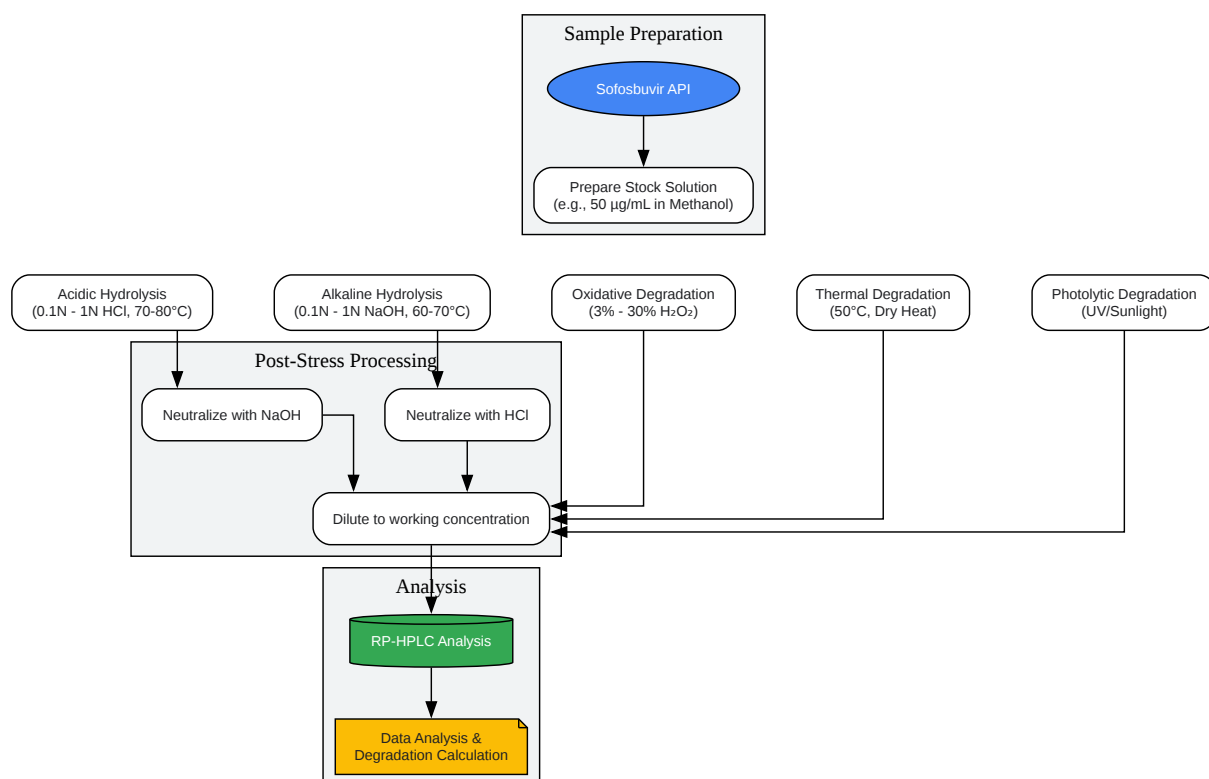 Sample Preparation
Sofosbuvir API
Prepare Stock Solution
(e.g., 50 µg/mL in Methanol)
Acidic Hydrolysis
(0.1N - 1N HCl, 70-80°C)
Alkaline Hydrolysis
(0.1N - 1N NaOH, 60-70°C)
Oxidative Degradation
(3% - 30% H₂O₂)
Thermal Degradation
(50°C, Dry Heat)
Photolytic Degradation
(UV/Sunlight)
Post-Stress Processing
Neutralize with NaOH
Neutralize with HCl
Dilute to working concentration
Analysis
RP-HPLC Analysis
Data Analysis &
Degradation Calculation